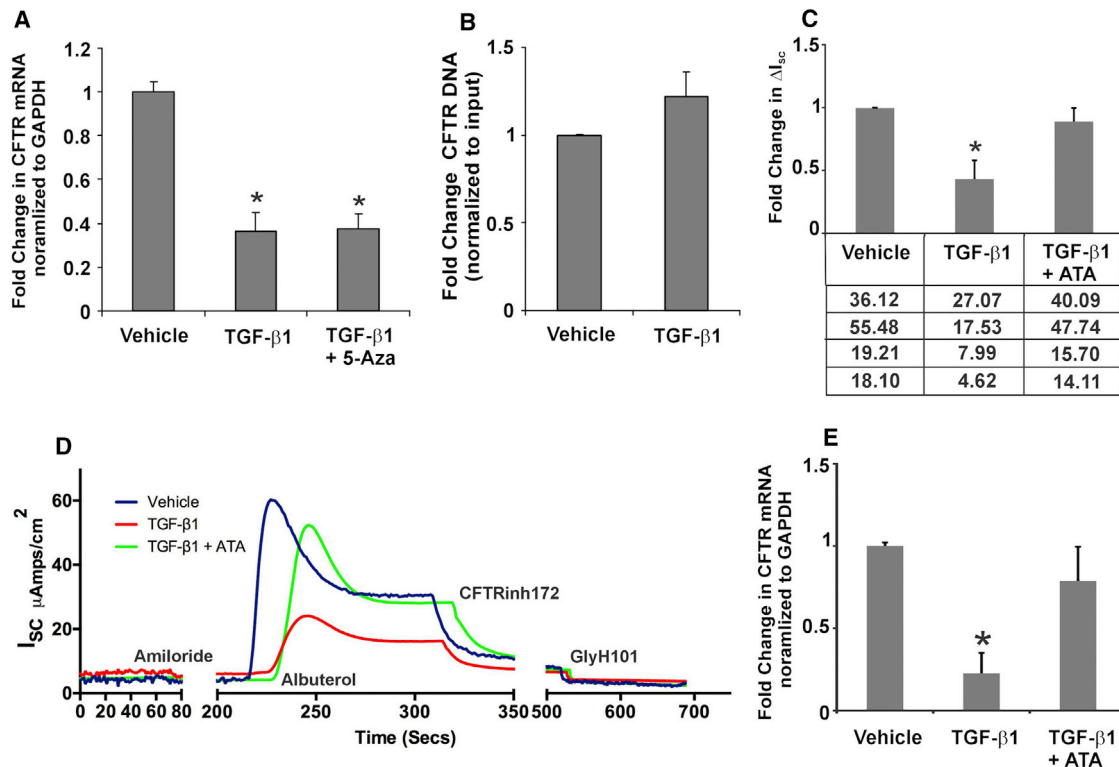 A
Fold Change in CFTR mRNA
noramlized to GAPDH
1.2
1
0.8
0.6
0.4
0.2
0
*
*
Vehicle
TGF-β1
TGF-β1
+ 5-Aza
B
Fold Change CFTR DNA
(normalized to input)
1.5
1
0.5
0
Vehicle
TGF-β1
C
Fold Change in ΔISC
1.5
1
0.5
0
*
Vehicle TGF-β1 TGF-β1
+ ATA
36.12 27.07 40.09
55.48 17.53 47.74
19.21 7.99 15.70
18.10 4.62 14.11
D
ISC μAmps/cm2
60
40
20
0
Vehicle
TGF-β1
TGF-β1 + ATA
Amiloride
Albuterol
CFTRinh172
GlyH101
0 20 40 60 80 200 250 300 350 500 600 700
Time (Secs)
E
Fold Change in CFTR mRNA
noramlized to GAPDH
1.5
1
0.5
0
*
Vehicle
TGF-β1
TGF-β1
+ ATA